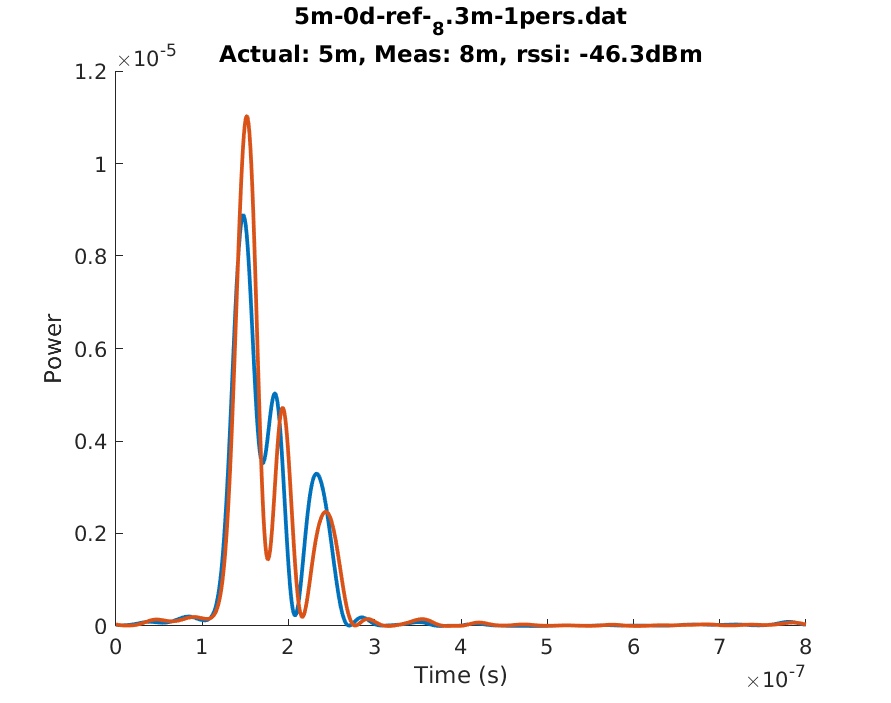 5m-0d-ref-8.3m-1pers.dat
Actual: 5m, Meas: 8m, rssi: -46.3dBm
×10-5
1.2
1
0.8
0.6
0.4
0.2
0
Power
0 1 2 3 4 5 6 7 8
Time (s)
×10-7